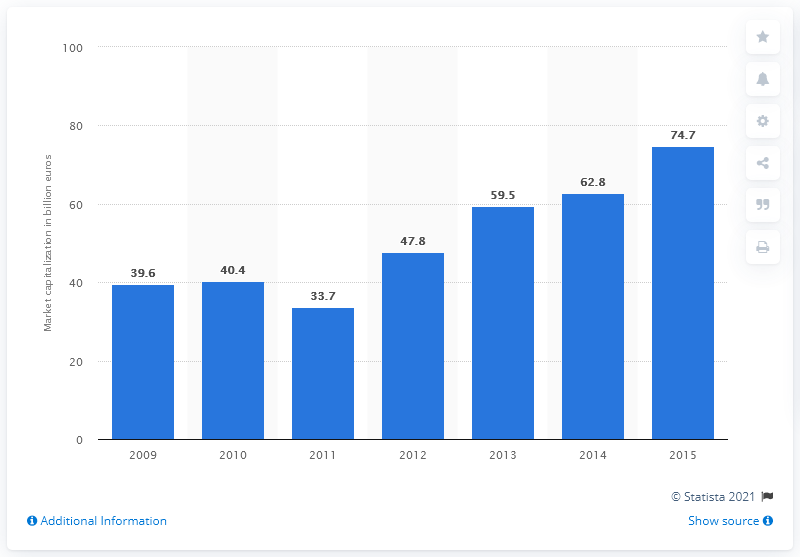 100
80
60
40
20
0
Market capitalization in billion euros
39.6
40.4
33.7
47.8
59.5
62.8
74.7
2009 2010 2011 2012 2013 2014 2015
© Statista 2021
Additional Information
Show source